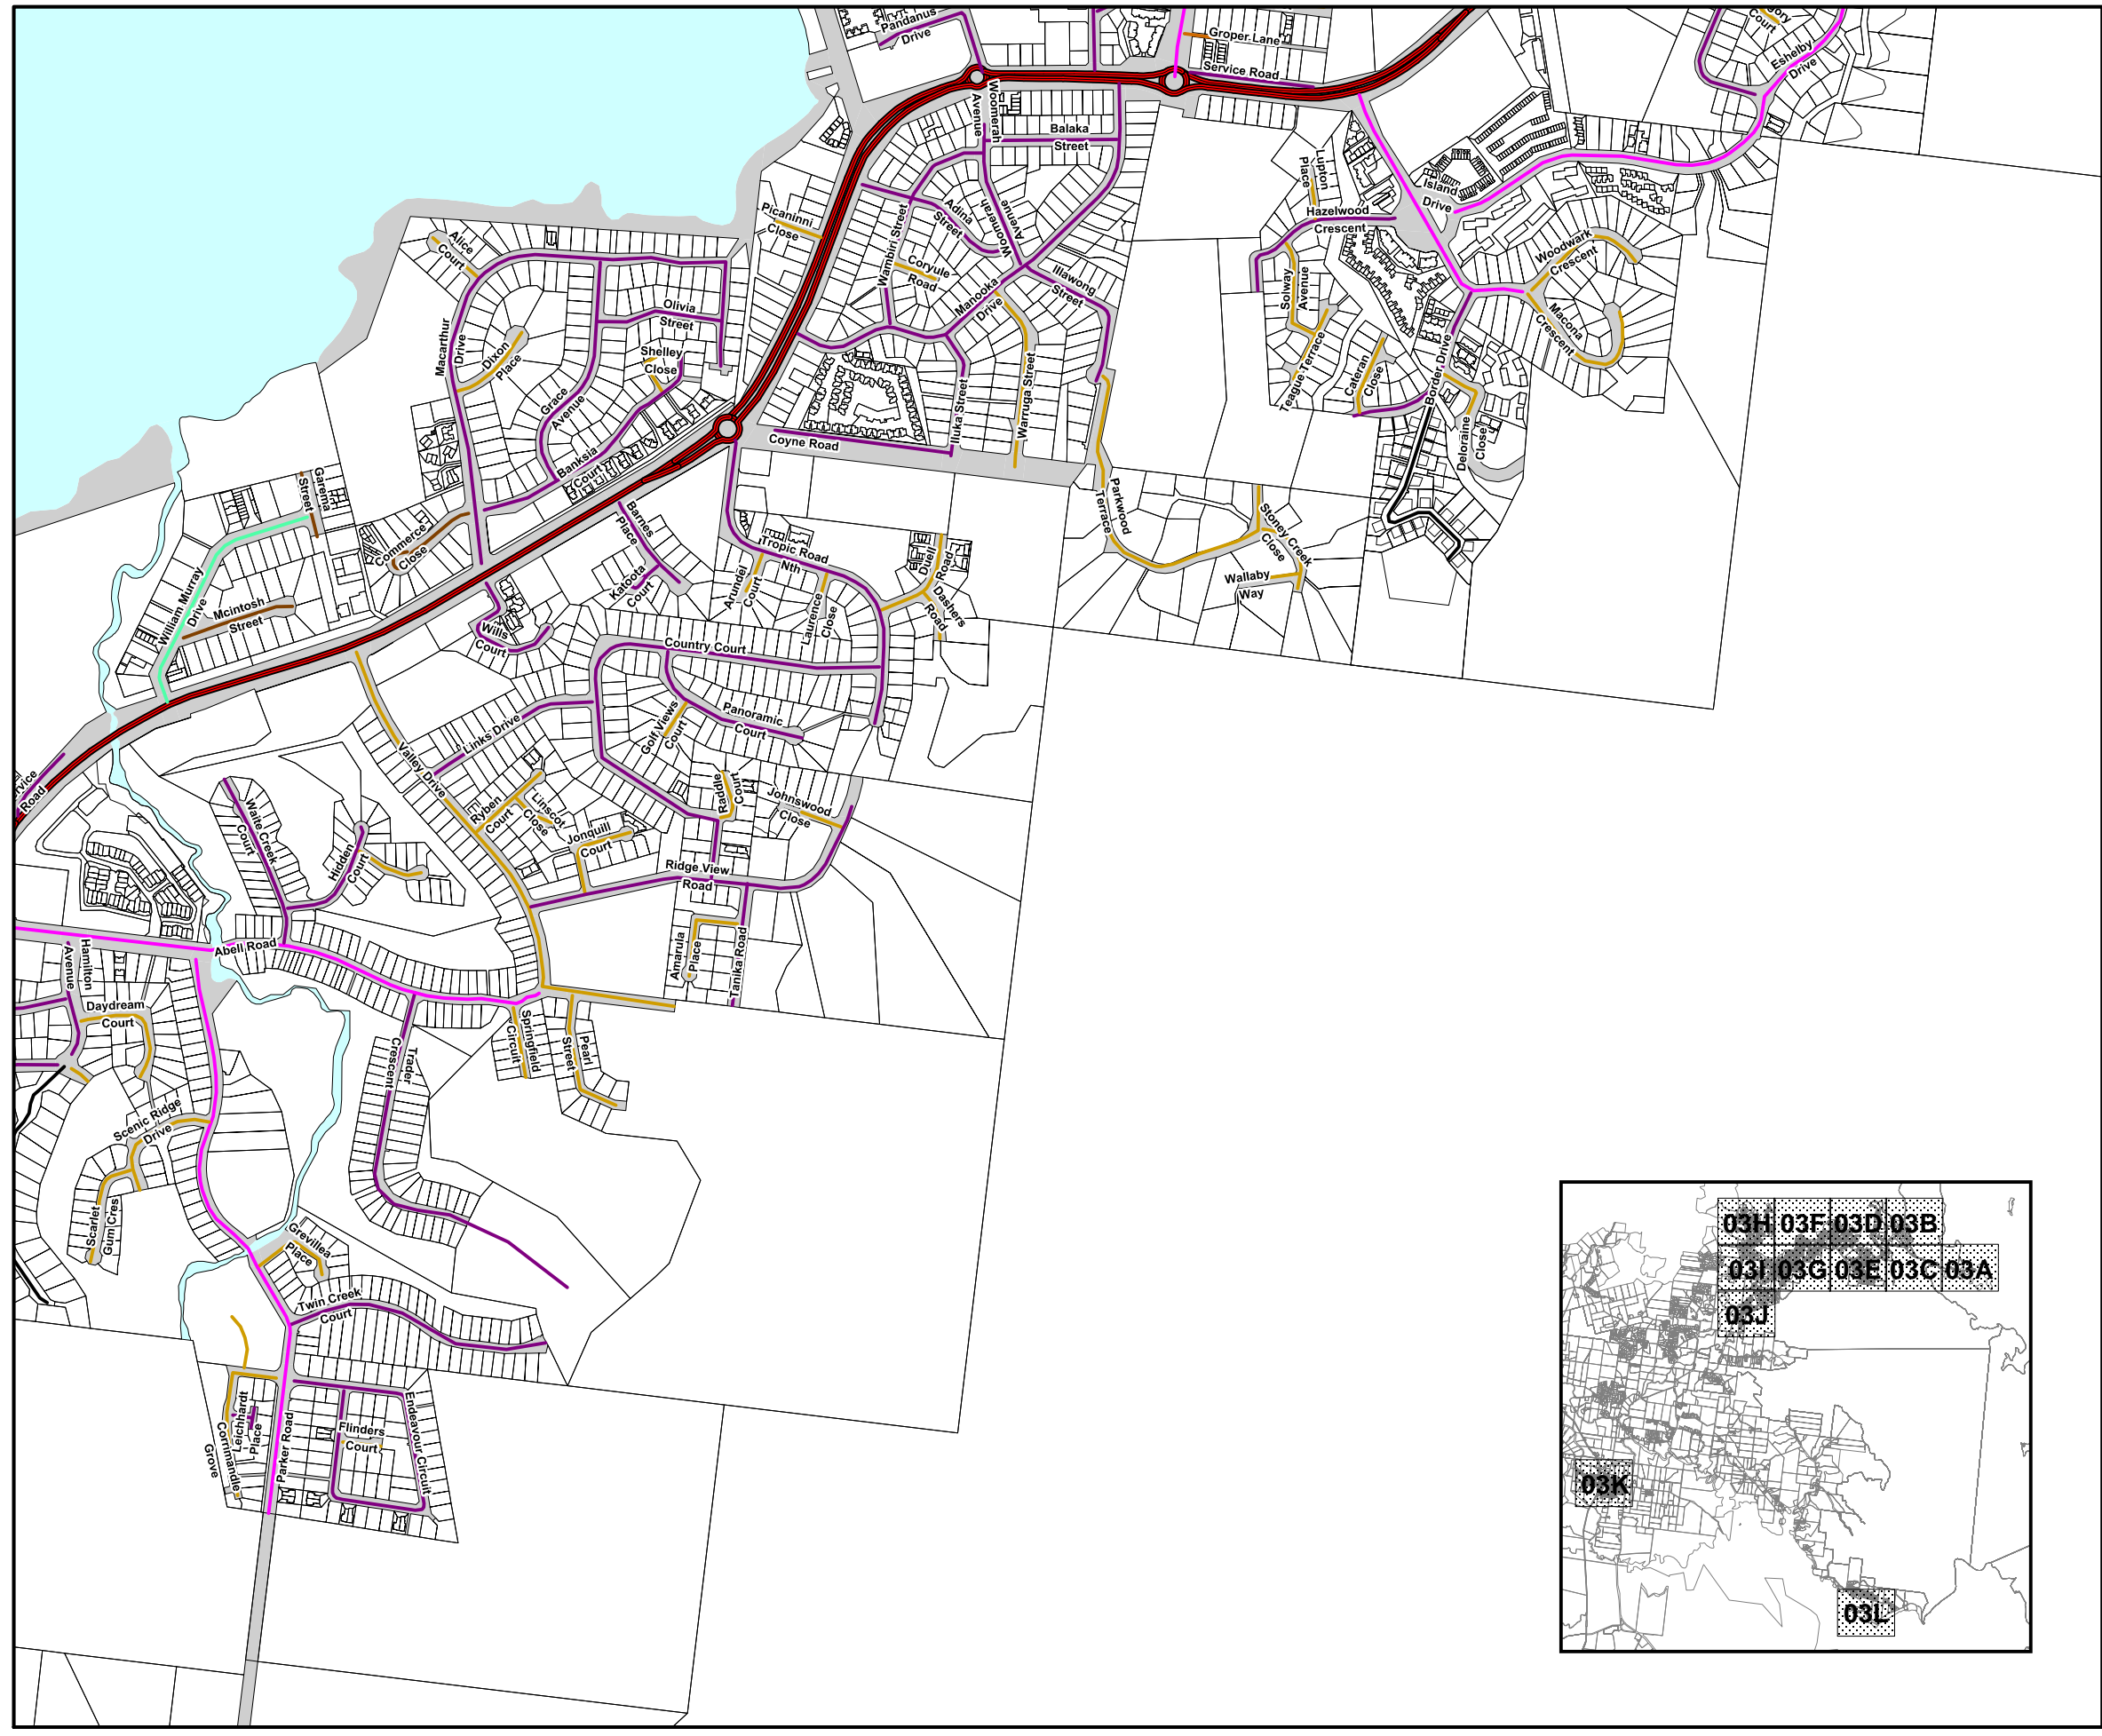 Pandanus
Drive
Groper Lane
Service Road
gory
Court
Eshelby
Drive
Woomerah
Avenue
Balaka
Street
Lupton
Place
Island
Drive
Hazelwood
Crescent
Picaninni
Close
Adina
Street
Woomerah
Avenue
Wambiri Street
Coryule
Road
Manooka
Drive
Illawong
Street
Solway
Avenue
Woodwark
Crescent
Macona
Crescent
Alice
Court
Olivia
Street
Macarthur
Drive
Dixon
Place
Shelley
Close
Grace
Avenue
Teague Terrace
Cateran
Close
Border Drive
Deloraine
Close
Iluka Street
Warruga Street
Coyne Road
Banksia
Court
Garema
Street
Commerce
Close
Barnes
Place
Katoota
Court
Tropic Road
Nth
Arundel
Court
Laurence
Close
Duell
Road
Dashers
Road
Parkwood
Terrace
Stoney Creek
Close
Wallaby
Way
William Murray
Drive
Mcintosh
Street
Wills
Court
Country Court
Panoramic
Court
Golf Views
Court
Links Drive
Valley Drive
rvice
Road
Ryben
Court
Linscot
Close
Jonquill
Court
Raddle
Court
Johnswood
Close
Waite Creek
Court
Hidden
Court
Ridge View
Road
Amarula
Place
Tanika Road
Abell Road
Hamilton
Avenue
Daydream
Court
Springfield
Circuit
Pearl
Street
Trader
Crescent
Scenic Ridge
Drive
Scarlet
Gum Cres
Grevillea
Place
Twin Creek
Court
Leichhardt
Place
Corrimandle
Grove
Parker Road
Flinders
Court
Endeavour Circuit
03H 03F 03D 03B
03I 03G 03E 03C 03A
03J
03K
03L